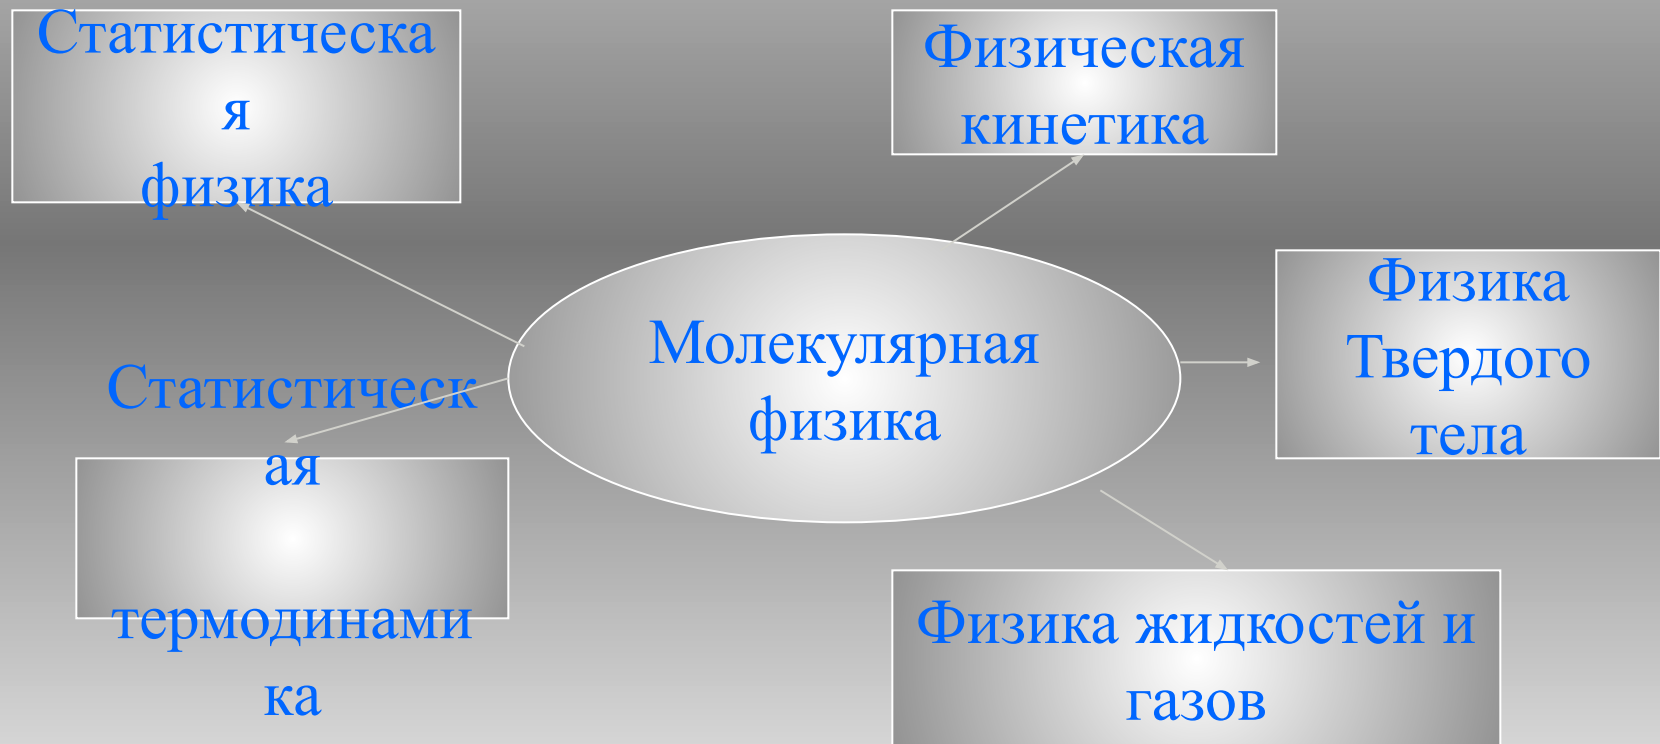 Статистическа
я
физика
Физическая
кинетика
Молекулярная
физика
Физика
Твердого
тела
Статистическ
ая
термодинами
ка
Физика жидкостей и
газов